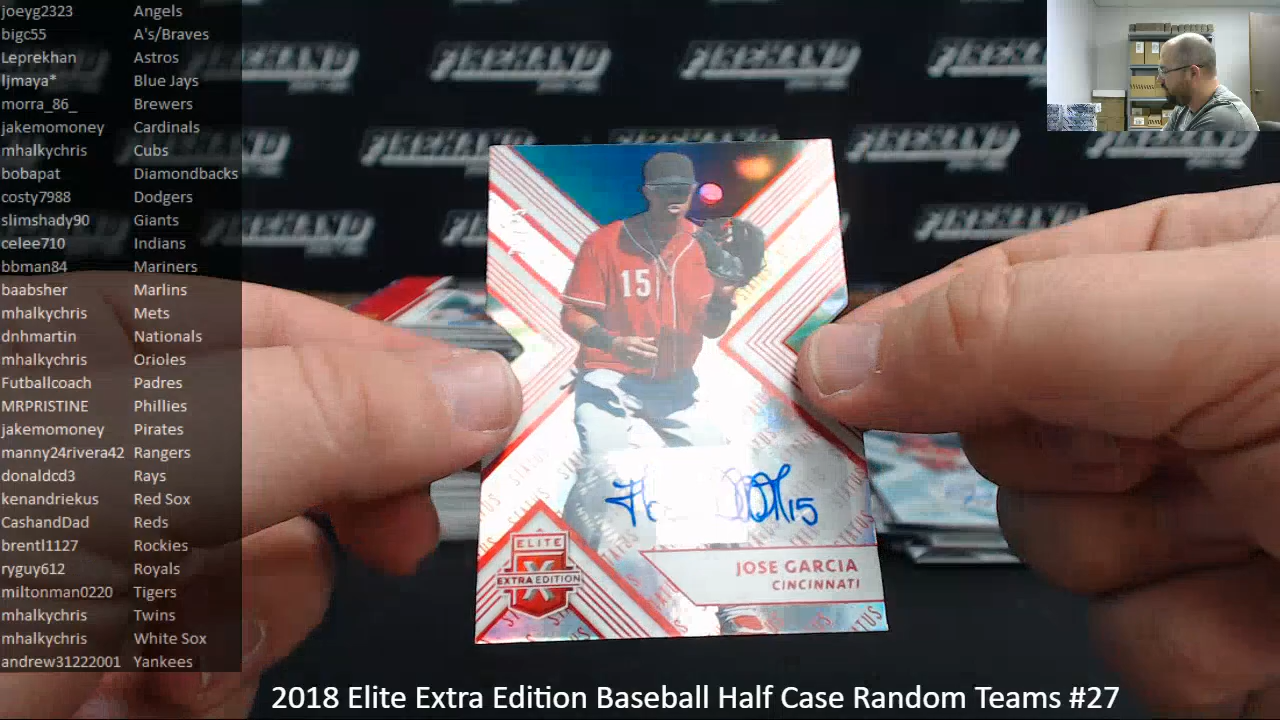 joeyg2323 Angels
bigc55 A's/Braves
Leprekhan Astros
ljmaya* Blue Jays
morra_86_ Brewers
jakemomoney Cardinals
mhalkychris Cubs
bobapat Diamondbacks
costy7988 Dodgers
slimshady90 Giants
celee710 Indians
bbman84 Mariners
baabsher Marlins
mhalkychris Mets
dnhmartin Nationals
mhalkychris Orioles
Futballcoach Padres
MRPRISTINE Phillies
jakemomoney Pirates
manny24rivera42 Rangers
donaldcd3 Rays
kenandriekus Red Sox
CashandDad Reds
brentl1127 Rockies
ryguy612 Royals
miltonman0220 Tigers
mhalkychris Twins
mhalkychris White Sox
andrew31222001 Yankees
FIREHAND
15
STATUS
15
ELITE
X
EXTRA EDITION
JOSE GARCIA
CINCINNATI
2018 Elite Extra Edition Baseball Half Case Random Teams #27